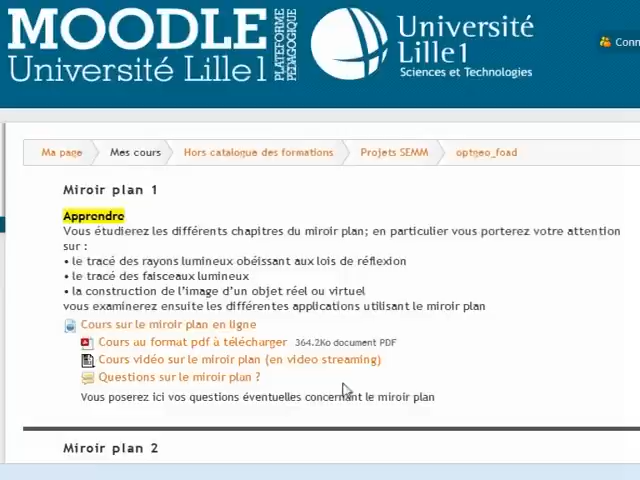 MOODLE
Université Lille1
PLATEFORME
PÉDAGOGIQUE
Université
Lille1
Sciences et Technologies
Conn
Ma page
Mes cours
Hors catalogue des formations
Projets SEMM
optgeo_foad
Miroir plan 1
Apprendre
Vous étudierez les différents chapitres du miroir plan; en particulier vous porterez votre attention
sur :
• le tracé des rayons lumineux obéissant aux lois de réflexion
• le tracé des faisceaux lumineux
• la construction de l'image d'un objet réel ou virtuel
vous examinerez ensuite les différentes applications utilisant le miroir plan
Cours sur le miroir plan en ligne
Cours au format pdf à télécharger 364.2Ko document PDF
Cours vidéo sur le miroir plan (en video streaming)
Questions sur le miroir plan ?
Vous poserez ici vos questions éventuelles concernant le miroir plan
Miroir plan 2